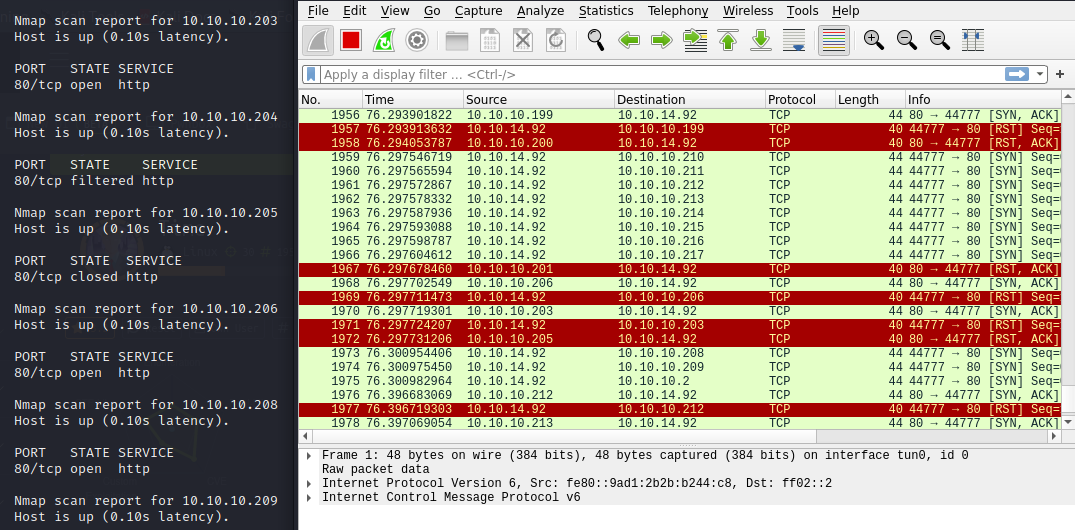 Nmap scan report for 10.10.10.203
Host is up (0.10s latency).
PORT   STATE SERVICE
80/tcp open  http
Nmap scan report for 10.10.10.204
Host is up (0.10s latency).
PORT   STATE    SERVICE
80/tcp filtered http
Nmap scan report for 10.10.10.205
Host is up (0.10s latency).
PORT   STATE  SERVICE
80/tcp closed http
Nmap scan report for 10.10.10.206
Host is up (0.10s latency).
PORT   STATE SERVICE
80/tcp open  http
Nmap scan report for 10.10.10.208
Host is up (0.10s latency).
PORT   STATE SERVICE
80/tcp open  http
Nmap scan report for 10.10.10.209
Host is up (0.10s latency).
File Edit View Go Capture Analyze Statistics Telephony Wireless Tools Help
Apply a display filter ... <Ctrl-/>
No. Time Source Destination Protocol Length Info
1956 76.293901822 10.10.10.199 10.10.14.92 TCP 44 80 → 44777 [SYN, ACK]
1957 76.293913632 10.10.14.92 10.10.10.199 TCP 40 44777 → 80 [RST] Seq=
1958 76.294053787 10.10.10.200 10.10.14.92 TCP 40 80 → 44777 [RST, ACK]
1959 76.297546719 10.10.14.92 10.10.10.210 TCP 44 44777 → 80 [SYN] Seq=
1960 76.297565594 10.10.14.92 10.10.10.211 TCP 44 44777 → 80 [SYN] Seq=
1961 76.297572867 10.10.14.92 10.10.10.212 TCP 44 44777 → 80 [SYN] Seq=
1962 76.297578332 10.10.14.92 10.10.10.213 TCP 44 44777 → 80 [SYN] Seq=
1963 76.297587936 10.10.14.92 10.10.10.214 TCP 44 44777 → 80 [SYN] Seq=
1964 76.297593088 10.10.14.92 10.10.10.215 TCP 44 44777 → 80 [SYN] Seq=
1965 76.297598787 10.10.14.92 10.10.10.216 TCP 44 44777 → 80 [SYN] Seq=
1966 76.297604612 10.10.14.92 10.10.10.217 TCP 44 44777 → 80 [SYN] Seq=
1967 76.297678460 10.10.10.201 10.10.14.92 TCP 40 80 → 44777 [RST, ACK]
1968 76.297702549 10.10.10.206 10.10.14.92 TCP 44 80 → 44777 [SYN, ACK]
1969 76.297711473 10.10.14.92 10.10.10.206 TCP 40 44777 → 80 [RST] Seq=
1970 76.297719301 10.10.10.203 10.10.14.92 TCP 44 80 → 44777 [SYN, ACK]
1971 76.297724207 10.10.14.92 10.10.10.203 TCP 40 44777 → 80 [RST] Seq=
1972 76.297731206 10.10.10.205 10.10.14.92 TCP 40 80 → 44777 [RST, ACK]
1973 76.300954406 10.10.14.92 10.10.10.208 TCP 44 44777 → 80 [SYN] Seq=
1974 76.300975450 10.10.14.92 10.10.10.209 TCP 44 44777 → 80 [SYN] Seq=
1975 76.300982964 10.10.14.92 10.10.10.2 TCP 44 44777 → 80 [SYN] Seq=
1976 76.396683069 10.10.10.212 10.10.14.92 TCP 44 80 → 44777 [SYN, ACK]
1977 76.396719303 10.10.14.92 10.10.10.212 TCP 40 44777 → 80 [RST] Seq=
1978 76.397069054 10.10.10.213 10.10.14.92 TCP 44 80 → 44777 [SYN, ACK]
Frame 1: 48 bytes on wire (384 bits), 48 bytes captured (384 bits) on interface tun0, id 0
Raw packet data
Internet Protocol Version 6, Src: fe80::9ad1:2b2b:b244:c8, Dst: ff02::2
Internet Control Message Protocol v6